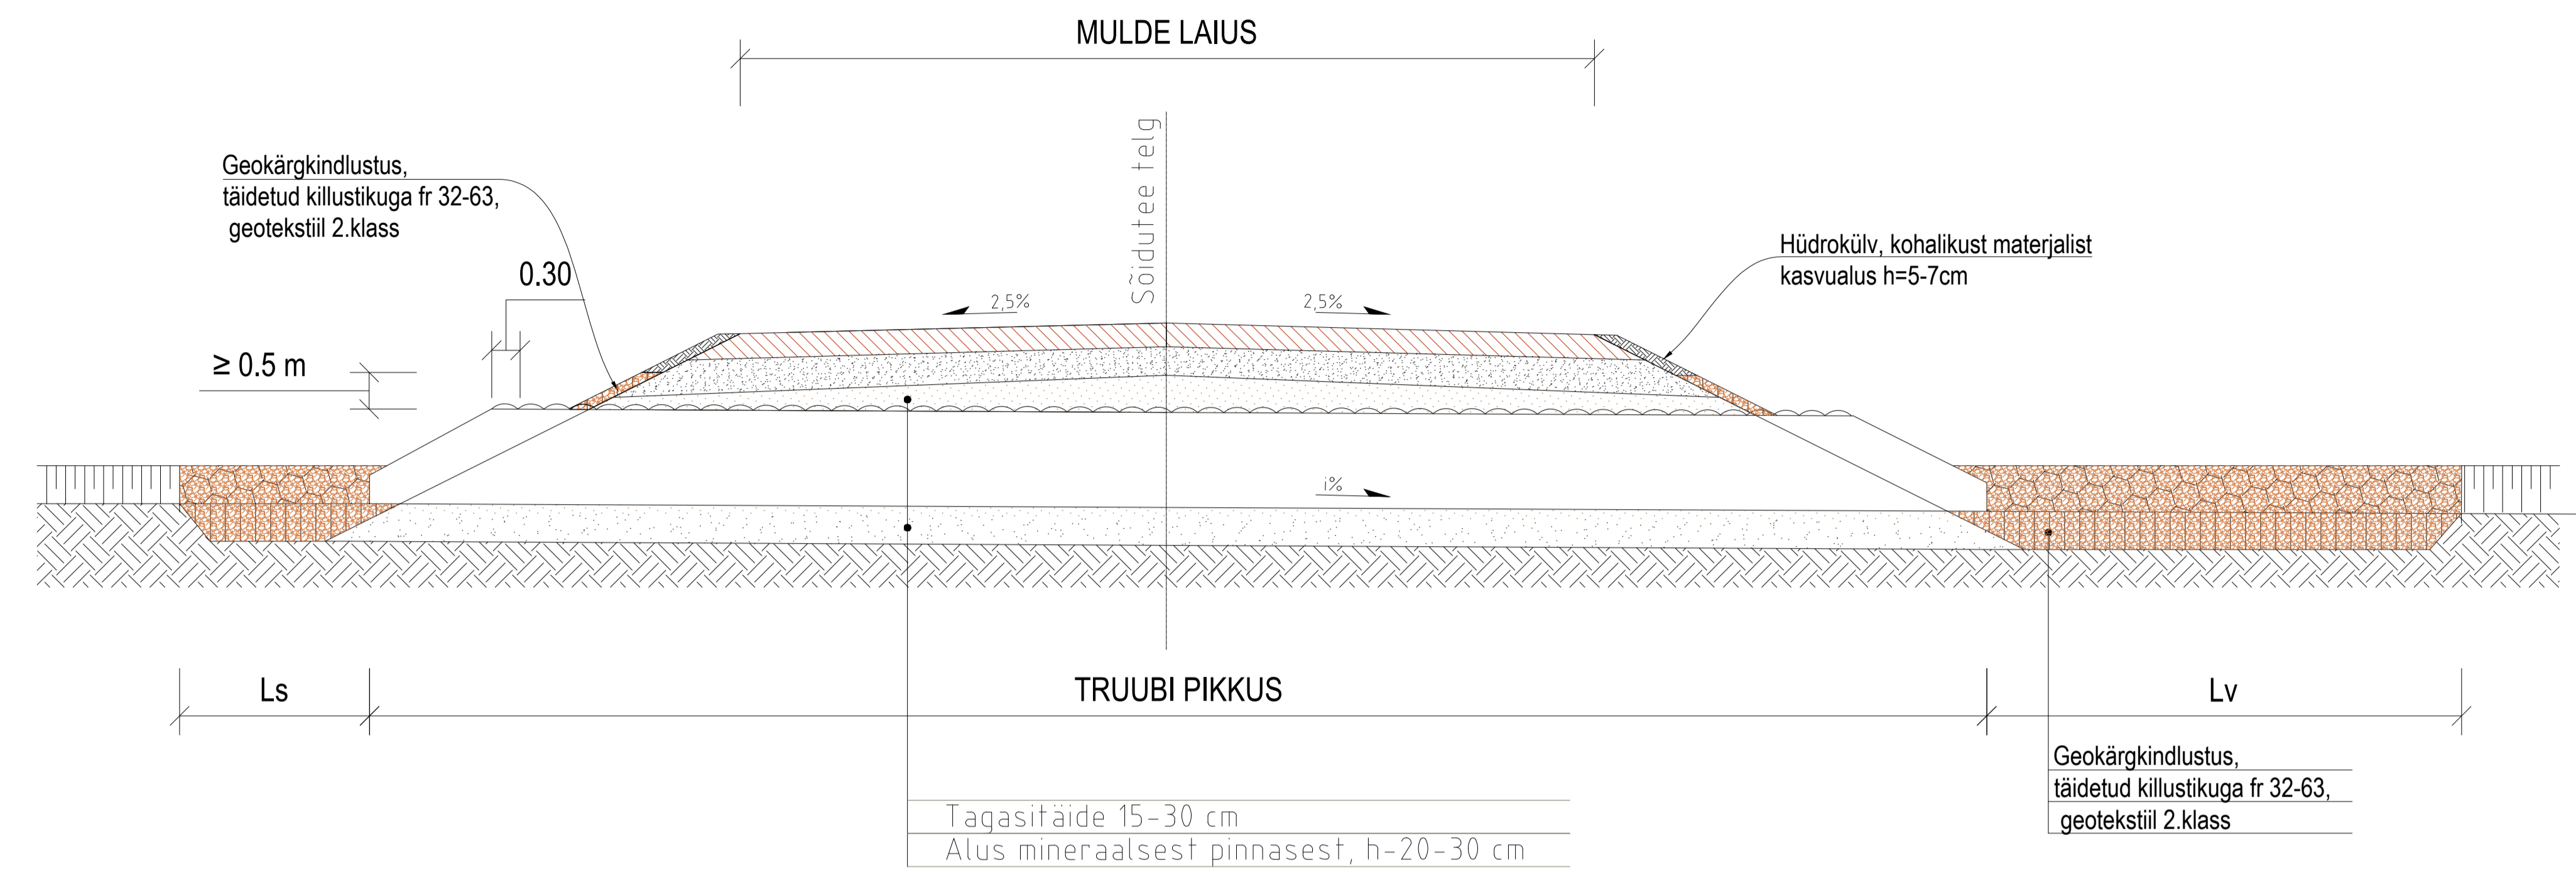 MULDE LAIUS
Sõidutee telg
Geokärgkindlustus,
täidetud killustikuga fr 32-63,
geotekstiil 2.klass
0.30
≥ 0.5 m
2,5%
2,5%
Hüdrokülv, kohalikust materjalist
kasvualus h=5-7cm
i%
Ls
TRUUBI PIKKUS
Lv
Geokärgkindlustus,
täidetud killustikuga fr 32-63,
geotekstiil 2.klass
Tagasitäide 15-30 cm
Alus mineraalsest pinnasest, h-20-30 cm